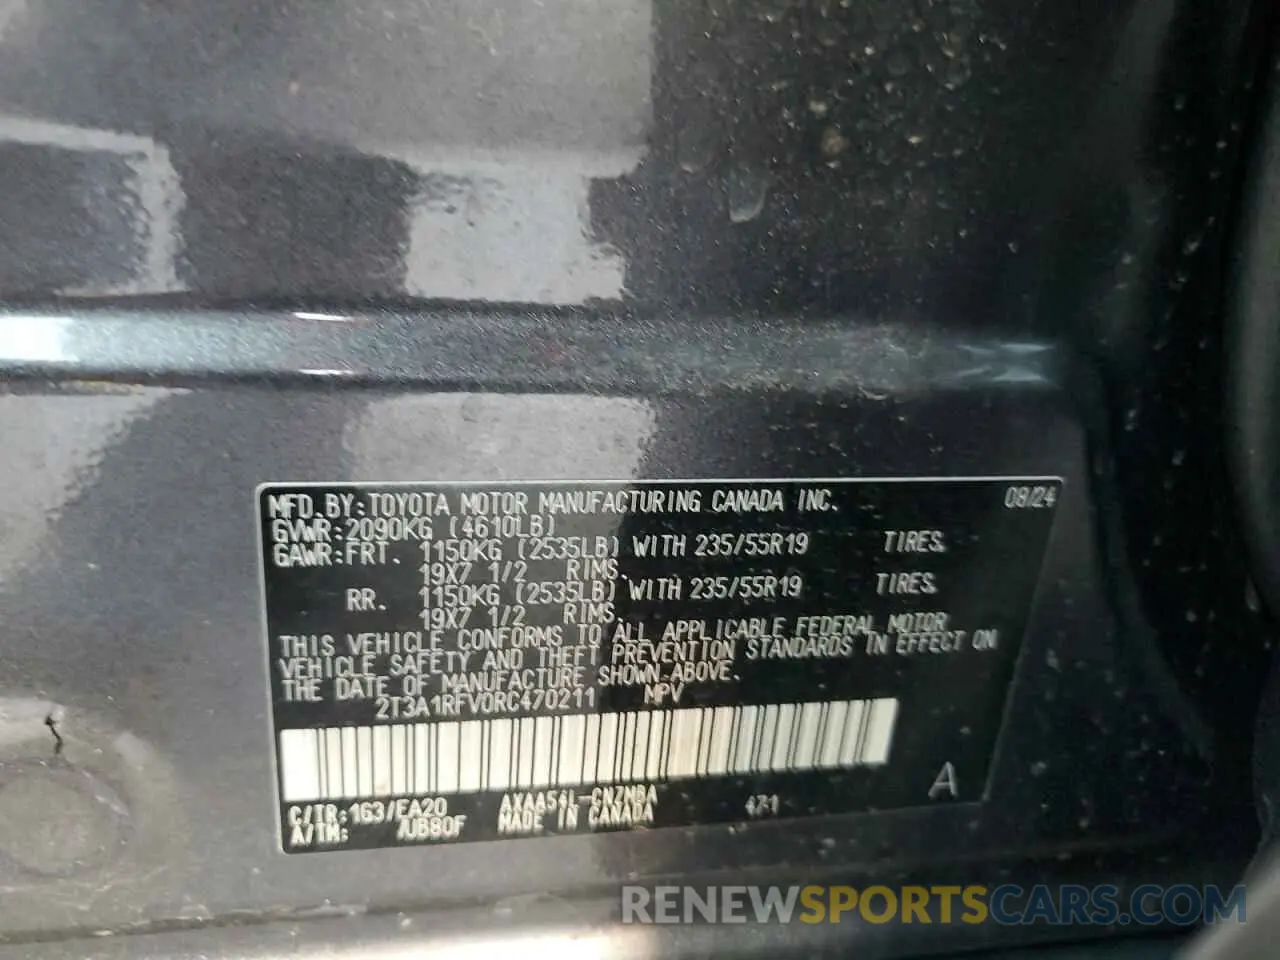 MFD.BY:TOYOTA MOTOR MANUFACTURING CANADA INC. 08/24
GVWR:2090KG (4610LB)
GAWR:FRT. 1150KG (2535LB) WITH 235/55R19 TIRES.
19X7 1/2 RIMS.
RR. 1150KG (2535LB) WITH 235/55R19 TIRES.
19X7 1/2 RIMS.
THIS VEHICLE CONFORMS TO ALL APPLICABLE FEDERAL MOTOR
VEHICLE SAFETY AND THEFT PREVENTION STANDARDS IN EFFECT ON
THE DATE OF MANUFACTURE SHOWN ABOVE.
2T3A1RFV0RC470211 MPV
A
C/TR:1G3/EA20 AXAA54L-CNZMBA 471
A/TM: /UB80F MADE IN CANADA
RENEWSPORTSCARS.COM